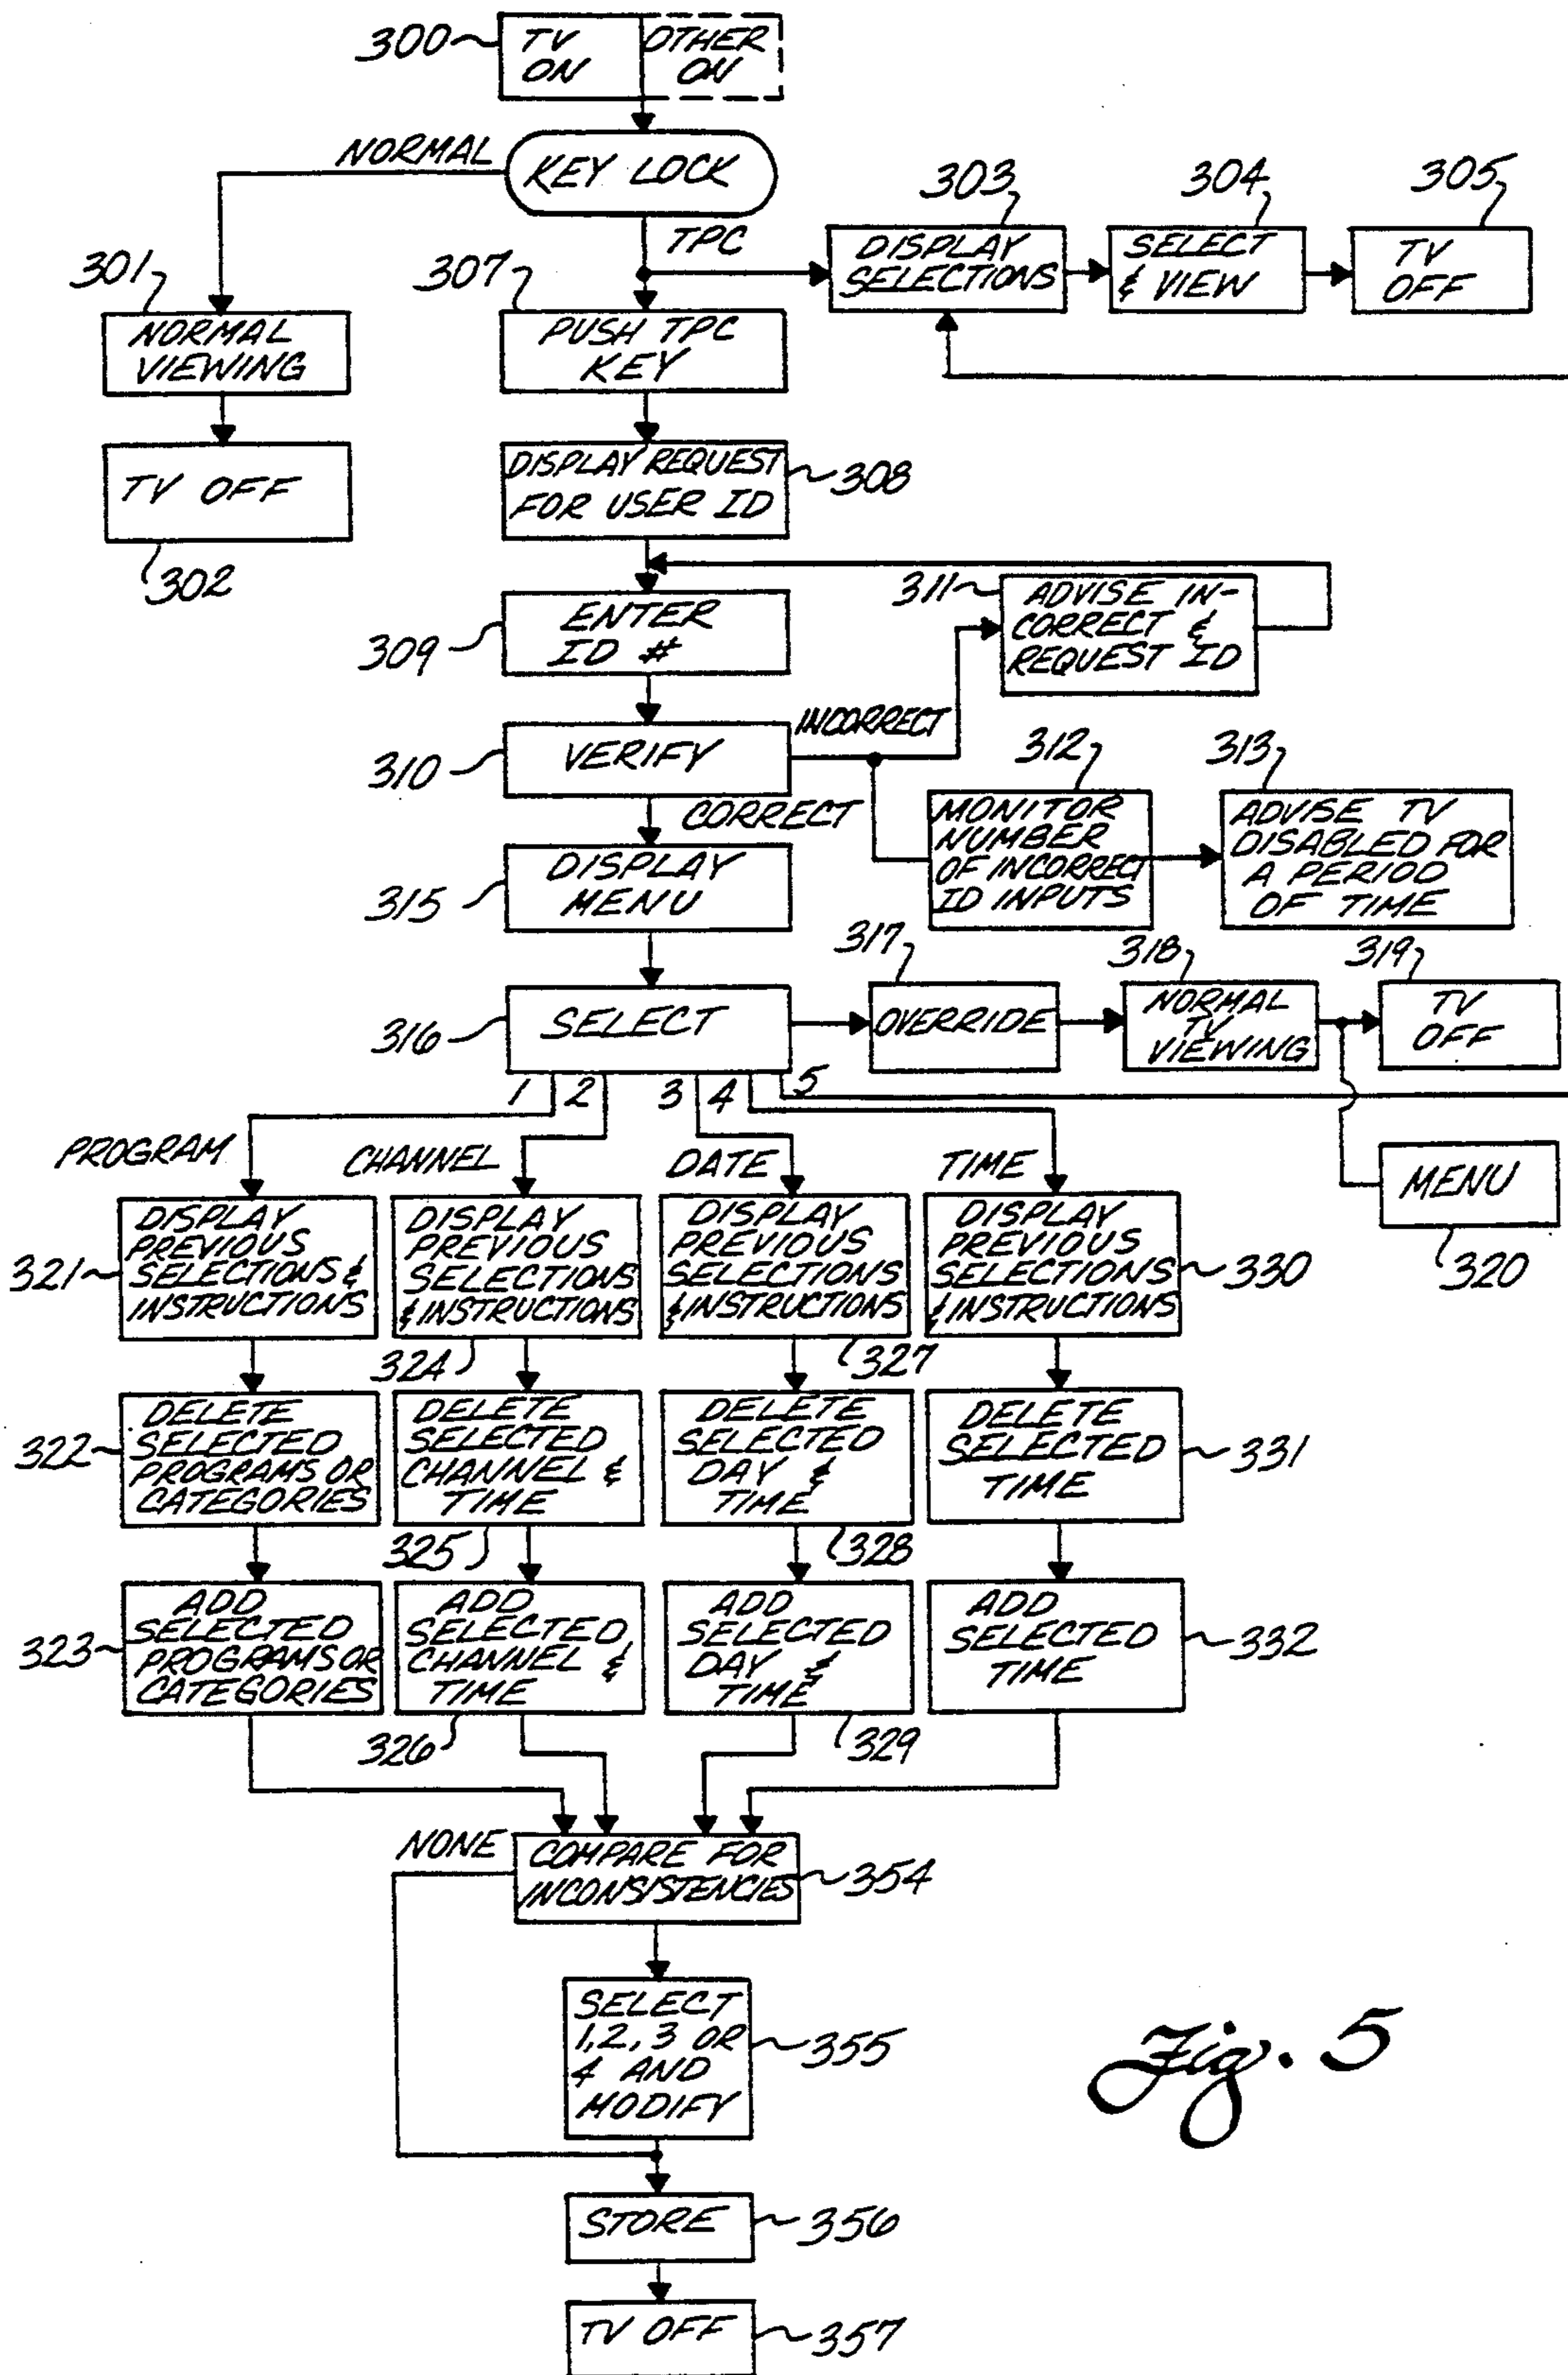 300
TV
ON
OTHER
ON
NORMAL
KEY LOCK
TPC
303
DISPLAY
SELECTIONS
304
SELECT
& VIEW
305
TV
OFF
301
NORMAL
VIEWING
307
PUSH TPC
KEY
TV OFF
302
DISPLAY REQUEST
FOR USER ID
308
309
ENTER
ID #
311
ADVISE IN-
CORRECT &
REQUEST ID
310
VERIFY
INCORRECT
CORRECT
312
MONITOR
NUMBER
OF INCORRECT
ID INPUTS
313
ADVISE TV
DISABLED FOR
A PERIOD
OF TIME
315
DISPLAY
MENU
316
SELECT
317
OVERRIDE
318
NORMAL
TV
VIEWING
319
TV
OFF
MENU
320
1
2
3
4
5
PROGRAM
CHANNEL
DATE
TIME
321
DISPLAY
PREVIOUS
SELECTIONS &
INSTRUCTIONS
DISPLAY
PREVIOUS
SELECTIONS
& INSTRUCTIONS
324
DISPLAY
PREVIOUS
SELECTIONS
& INSTRUCTIONS
327
DISPLAY
PREVIOUS
SELECTIONS
& INSTRUCTIONS
330
322
DELETE
SELECTED
PROGRAMS OR
CATEGORIES
DELETE
SELECTED
CHANNEL &
TIME
325
DELETE
SELECTED
DAY &
TIME
328
DELETE
SELECTED
TIME
331
323
ADD
SELECTED
PROGRAMS OR
CATEGORIES
ADD
SELECTED
CHANNEL &
TIME
326
ADD
SELECTED
DAY &
TIME
329
ADD
SELECTED
TIME
332
NONE
COMPARE FOR
INCONSISTENCIES
354
SELECT
1, 2, 3 OR
4 AND
MODIFY
355
STORE
356
TV OFF
357
Fig. 5